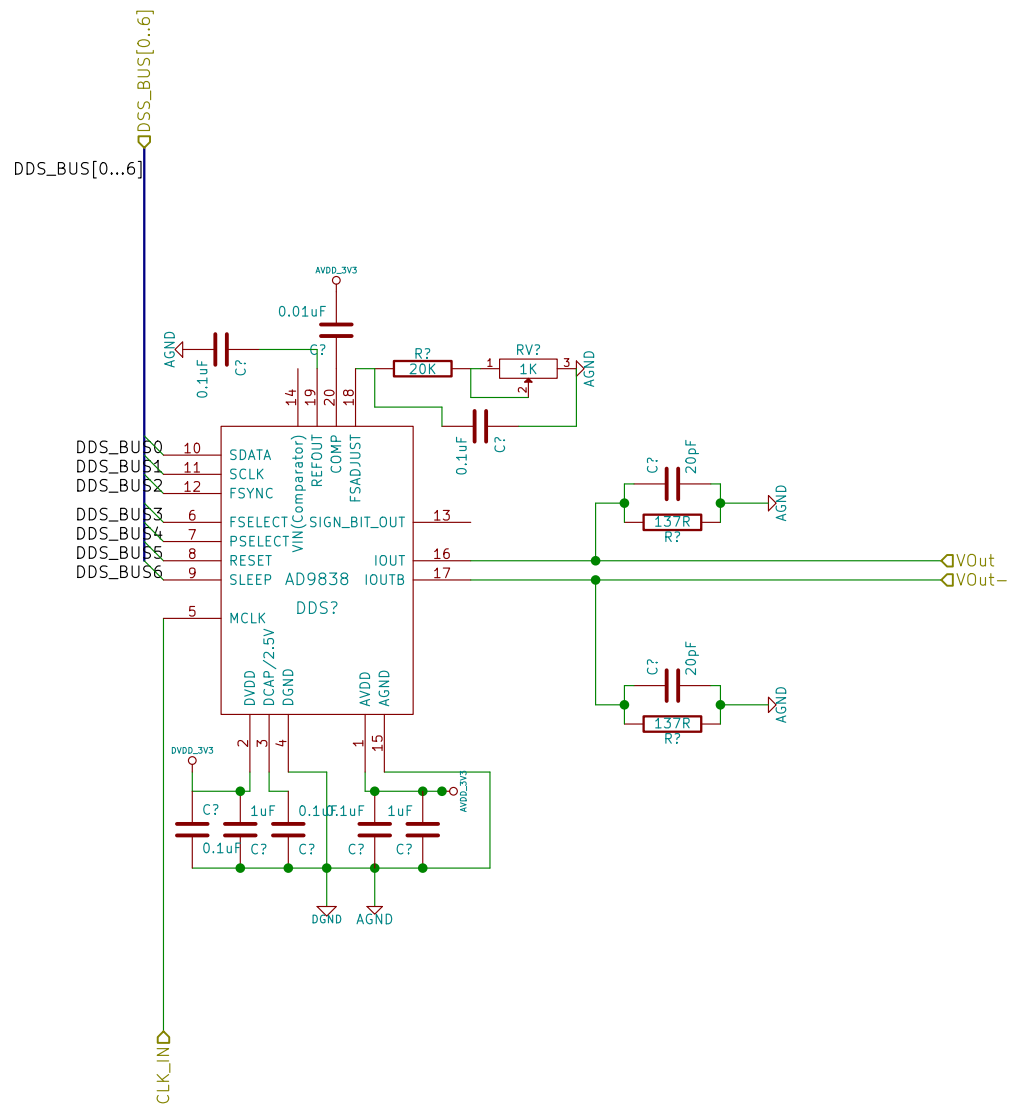 DSS_BUS[0..6]
DDS_BUS[0...6]
AVDD_3V3
0.01uF
C?
AGND
0.1uF
C?
R?
20K
RV?
1K
1
2
3
AGND
0.1uF
C?
14
19
20
18
VIN(Comparator)
REFOUT
COMP
FSADJUST
DDS_BUS0
10
SDATA
DDS_BUS1
11
SCLK
DDS_BUS2
12
FSYNC
DDS_BUS3
6
FSELECT
DDS_BUS4
7
PSELECT
DDS_BUS5
8
RESET
DDS_BUS6
9
SLEEP
5
MCLK
SIGN_BIT_OUT
13
IOUT
16
IOUTB
17
AD9838
DDS?
C?
20pF
137R
R?
AGND
VOut
VOut-
C?
20pF
137R
R?
AGND
DVDD
DCAP/2.5V
DGND
AVDD
AGND
2
3
4
1
15
DVDD_3V3
AVDD_3V3
C?
0.1uF
1uF
C?
0.1uF
C?
0.1uF
C?
1uF
C?
DGND
AGND
CLK_IN